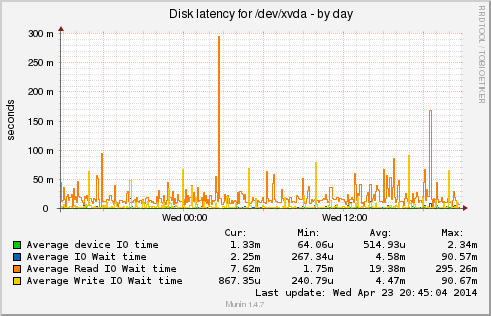 Disk latency for /dev/xvda - by day
RRDTOOL / TOBI OETIKER
seconds
300 m
250 m
200 m
150 m
100 m
50 m
0
Wed 00:00 Wed 12:00
Cur: Min: Avg: Max:
Average device IO time 1.33m 64.06u 514.93u 2.34m
Average IO Wait time 2.25m 267.34u 4.58m 90.57m
Average Read IO Wait time 7.62m 1.75m 19.38m 295.26m
Average Write IO Wait time 867.35u 240.79u 4.47m 90.67m
Last update: Wed Apr 23 20:45:04 2014
Munin 1.4.7